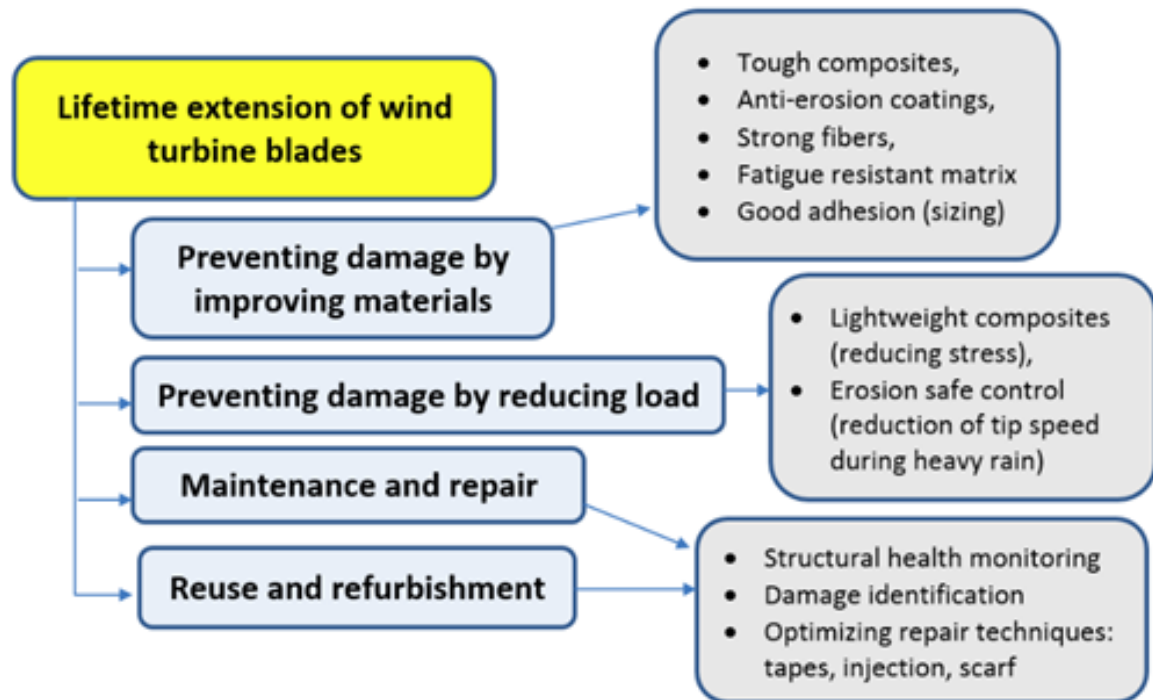 Lifetime extension of wind
turbine blades
• Tough composites,
• Anti-erosion coatings,
• Strong fibers,
• Fatigue resistant matrix
• Good adhesion (sizing)
Preventing damage by
improving materials
• Lightweight composites
(reducing stress),
• Erosion safe control
(reduction of tip speed
during heavy rain)
Preventing damage by reducing load
Maintenance and repair
Reuse and refurbishment
• Structural health monitoring
• Damage identification
• Optimizing repair techniques:
tapes, injection, scarf